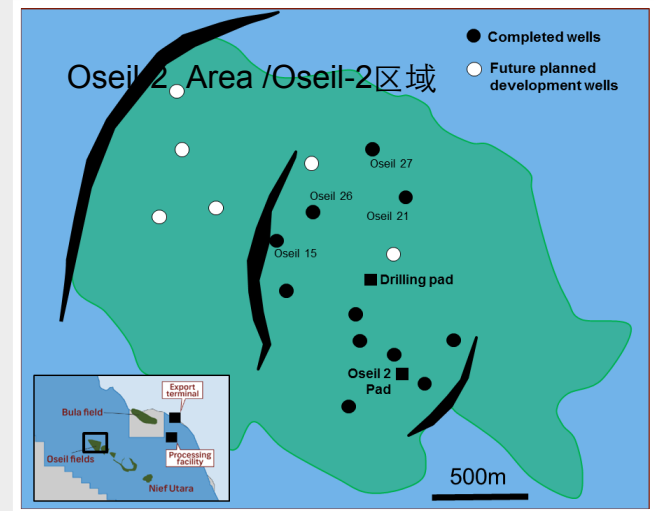 Oseil-2 Area /Oseil-2区域
Completed wells
Future planned
development wells
Oseil 27
Oseil 26
Oseil 21
Oseil 15
Drilling pad
Oseil 2
Pad
500m
Export
terminal
Bula field
Processing
facility
Oseil fields
Nief Utara